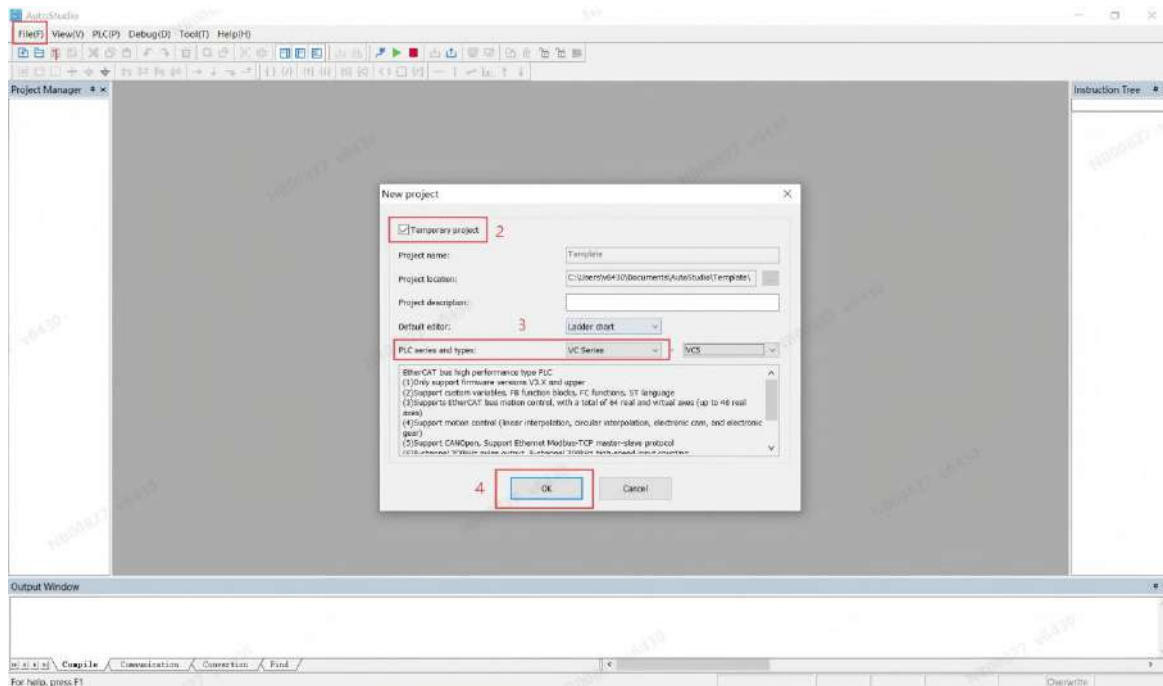 AutoStudio
File(F) View(V) PLC(P) Debug(D) Tool(T) Help(H)
Project Manager
Instruction Tree
New project
Temporary project 2
Project name: Template
Project location: C:\Users\v6430\Documents\AutoStudio\Template\ ...
Project description:
Default editor: 3 Ladder chart
PLC series and types: VC Series - VC5
EtherCAT bus high performance type PLC
(1)Only support firmware versions V3.X and upper
(2)Support custom variables, FB function blocks, FC functions, ST language
(3)Supports EtherCAT bus motion control, with a total of 64 real and virtual axes (up to 48 real
axes)
(4)Support motion control (linear interpolation, circular interpolation, electronic cam, and electronic
gear)
(5)Support CANOpen, Support Ethernet Modbus-TCP master-slave protocol
4 OK Cancel
Output Window
Compile Communication Convertion Find
For help, press F1
Overwrite